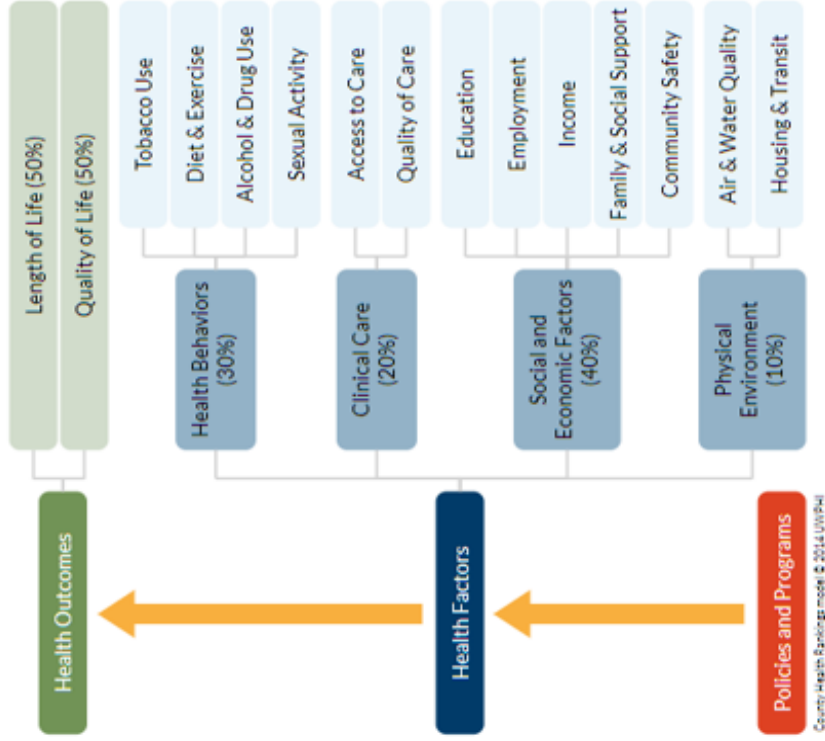 Health Outcomes
Length of Life (50%)
Quality of Life (50%)
Health Factors
Health Behaviors
(30%)
Tobacco Use
Diet & Exercise
Alcohol & Drug Use
Sexual Activity
Clinical Care
(20%)
Access to Care
Quality of Care
Social and
Economic Factors
(40%)
Education
Employment
Income
Family & Social Support
Community Safety
Physical
Environment
(10%)
Air & Water Quality
Housing & Transit
Policies and Programs
County Health Rankings model © 2014 UWPHI